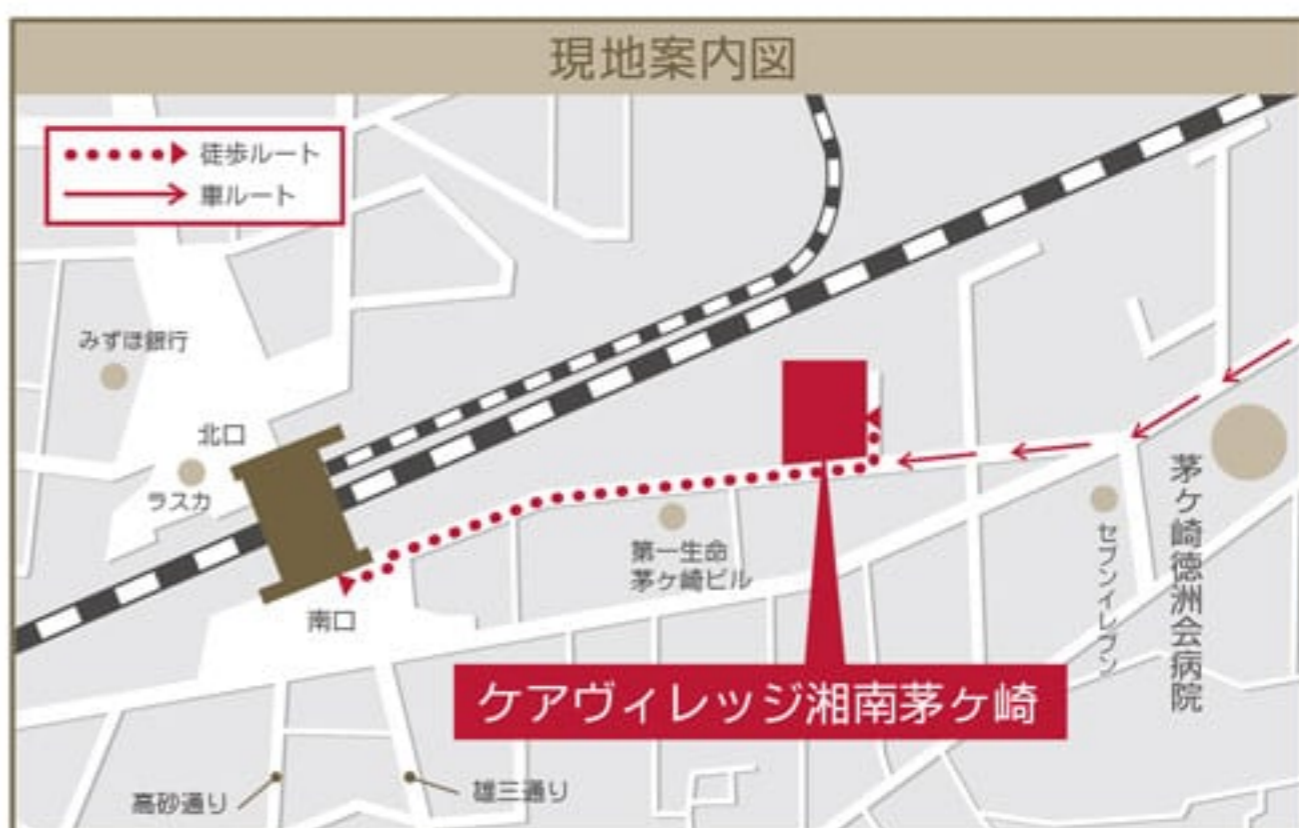 現地案内図
徒歩ルート
車ルート
みずほ銀行
北口
ラスカ
南口
第一生命
茅ケ崎ビル
セブンイレブン
茅ケ崎徳洲会病院
ケアヴィレッジ湘南茅ヶ崎
高砂通り
雄三通り